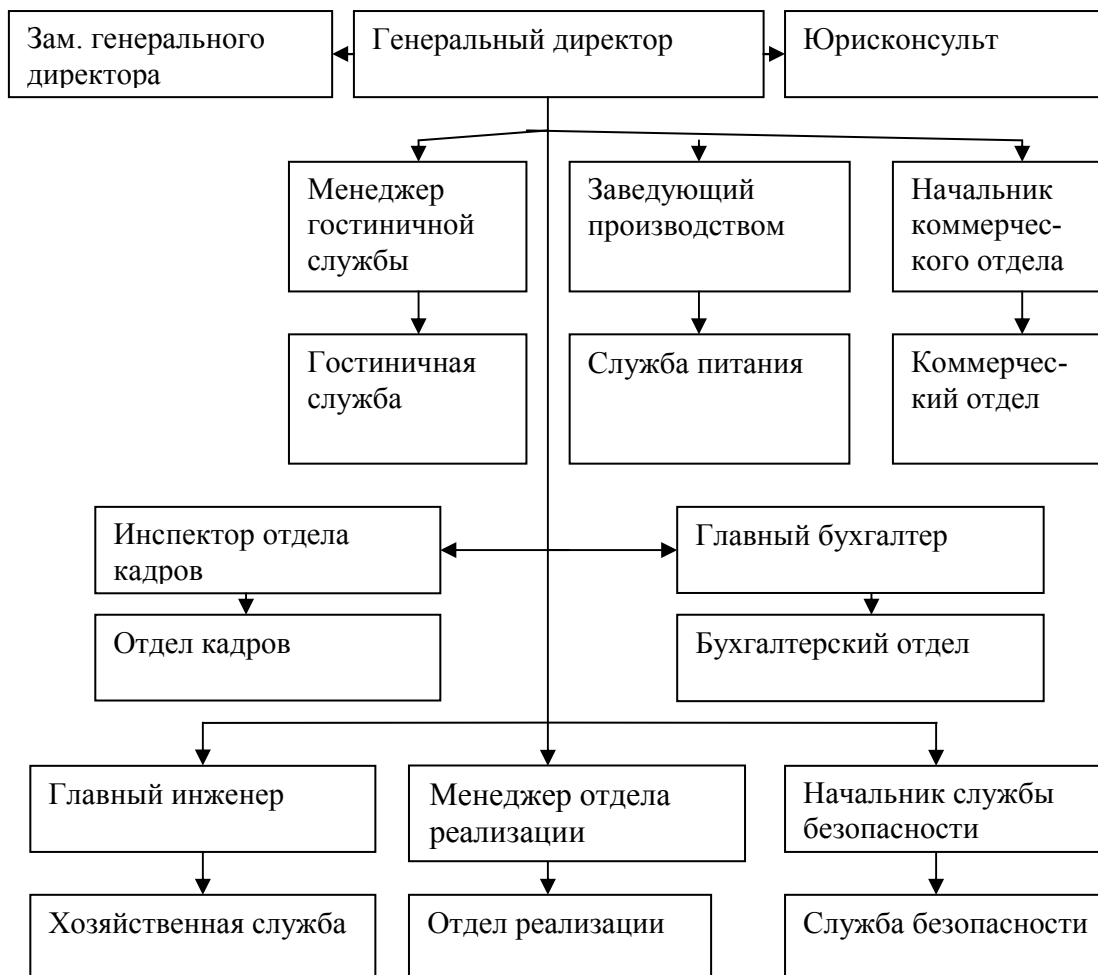 Зам. генерального
директора
Генеральный директор
Юрисконсульт
Менеджер
гостиничной
службы
Заведующий
производством
Начальник
коммерчес-
кого отдела
Гостиничная
служба
Служба питания
Коммерчес-
кий отдел
Инспектор отдела
кадров
Главный бухгалтер
Отдел кадров
Бухгалтерский отдел
Главный инженер
Менеджер отдела
реализации
Начальник службы
безопасности
Хозяйственная служба
Отдел реализации
Служба безопасности